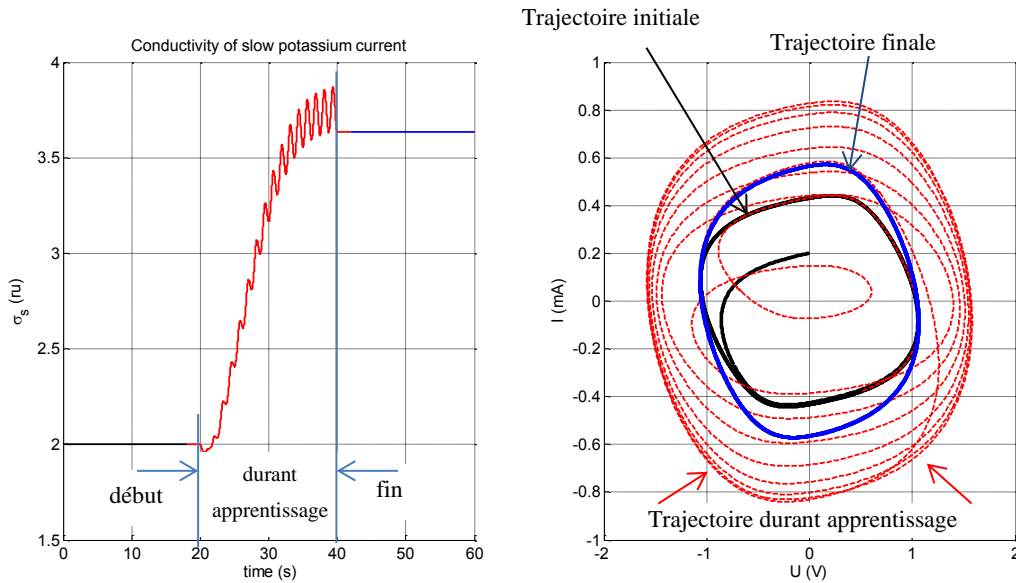 Trajectoire initiale
Conductivity of slow potassium current
Trajectoire finale
4
3.5
3
2.5
2
1.5
σs (ru)
début
durant
apprentissage
fin
0
10
20
30
40
50
60
time (s)
1
0.8
0.6
0.4
0.2
0
-0.2
-0.4
-0.6
-0.8
-1
I (mA)
Trajectoire durant apprentissage
-2
-1
0
1
2
U (V)